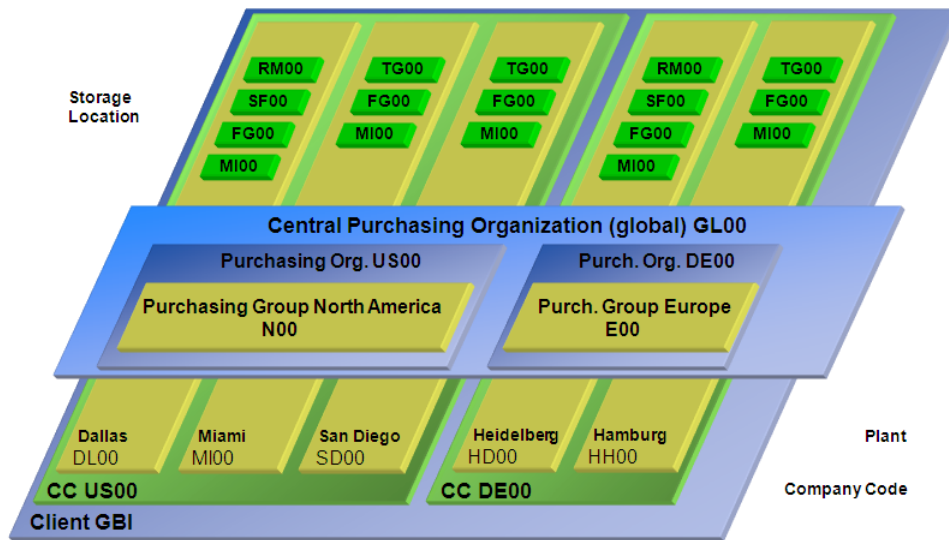 RM00 TG00 TG00 RM00 TG00
Storage Location
SF00 FG00 FG00 SF00 FG00
FG00 MI00 MI00 FG00 MI00
MI00 MI00
Central Purchasing Organization (global) GL00
Purchasing Org. US00 Purch. Org. DE00
Purchasing Group North America Purch. Group Europe
N00 E00
Dallas Miami San Diego Heidelberg Hamburg Plant
DL00 MI00 SD00 HD00 HH00
CC US00 CC DE00 Company Code
Client GBI